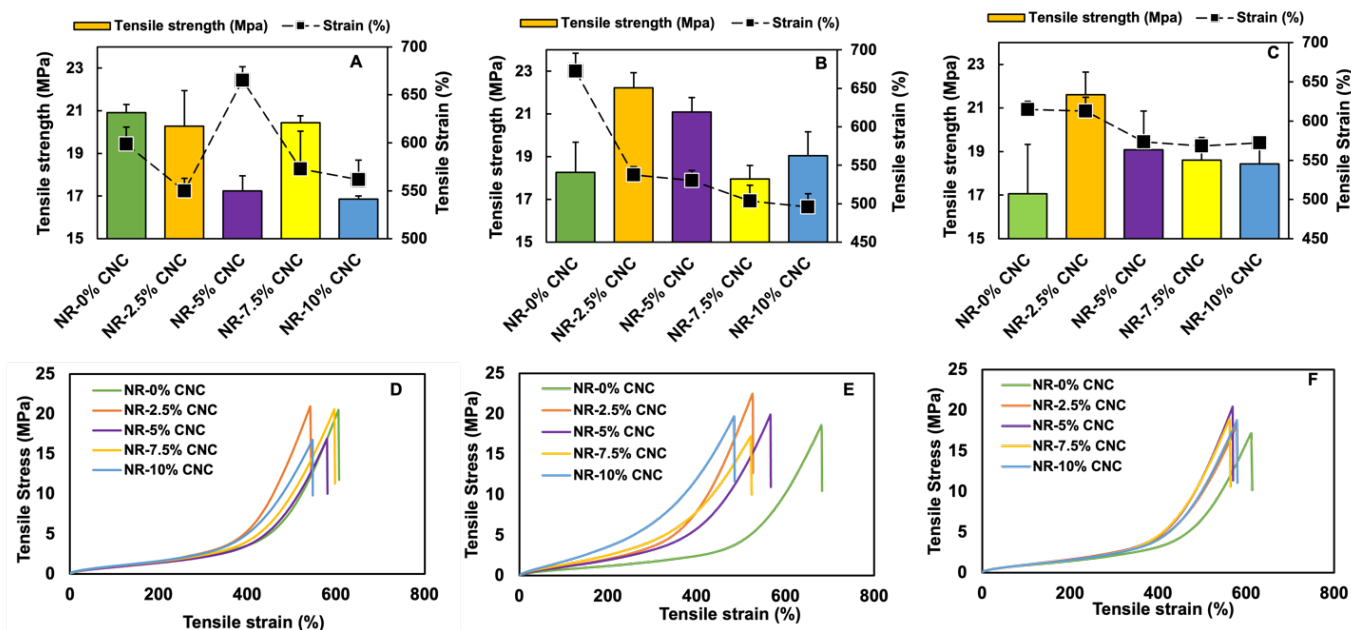 Tensile strength (Mpa) Strain (%)
A
Tensile strength (MPa)
23
21
19
17
15
700
650
600
550
500
Tensile Strain (%)
NR-0% CNC
NR-2.5% CNC
NR-5% CNC
NR-7.5% CNC
NR-10% CNC
Tensile strength (Mpa) Strain (%)
B
Tensile strength (MPa)
23
21
19
17
15
700
650
600
550
500
450
Tensile Strain (%)
NR-0% CNC
NR-2.5% CNC
NR-5% CNC
NR-7.5% CNC
NR-10% CNC
Tensile strength (Mpa) Strain (%)
C
Tensile strength (Mpa)
23
21
19
17
15
700
650
600
550
500
450
Tensile Strain (%)
NR-0% CNC
NR-2.5% CNC
NR-5% CNC
NR-7.5% CNC
NR-10% CNC
D
NR-0% CNC
NR-2.5% CNC
NR-5% CNC
NR-7.5% CNC
NR-10% CNC
Tensile Stress (MPa)
25
20
15
10
5
0
0 200 400 600 800
Tensile strain (%)
E
NR-0% CNC
NR-2.5% CNC
NR-5% CNC
NR-7.5% CNC
NR-10% CNC
Tensile Stress (MPa)
25
20
15
10
5
0
0 200 400 600 800
Tensile strain (%)
F
NR-0% CNC
NR-2.5% CNC
NR-5% CNC
NR-7.5% CNC
NR-10% CNC
Tensile Stress (MPa)
25
20
15
10
5
0
0 200 400 600 800
Tensile strain (%)